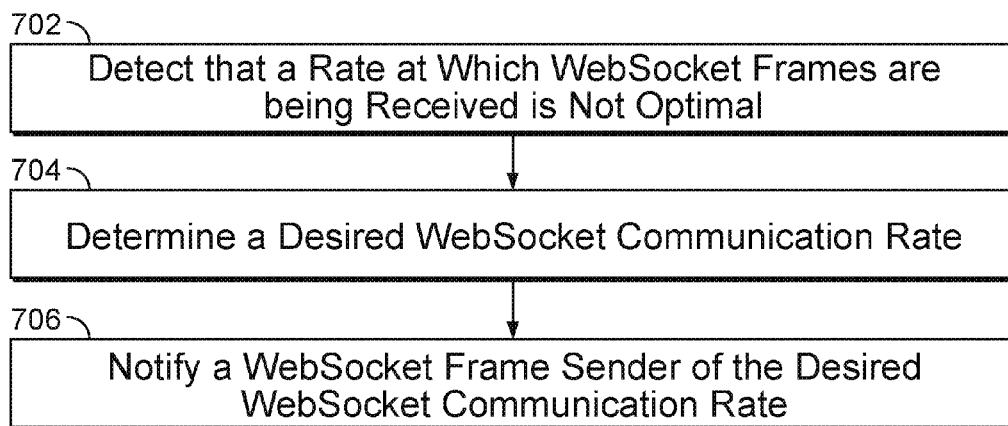 702
Detect that a Rate at Which WebSocket Frames are
being Received is Not Optimal
704
Determine a Desired WebSocket Communication Rate
706
Notify a WebSocket Frame Sender of the Desired
WebSocket Communication Rate